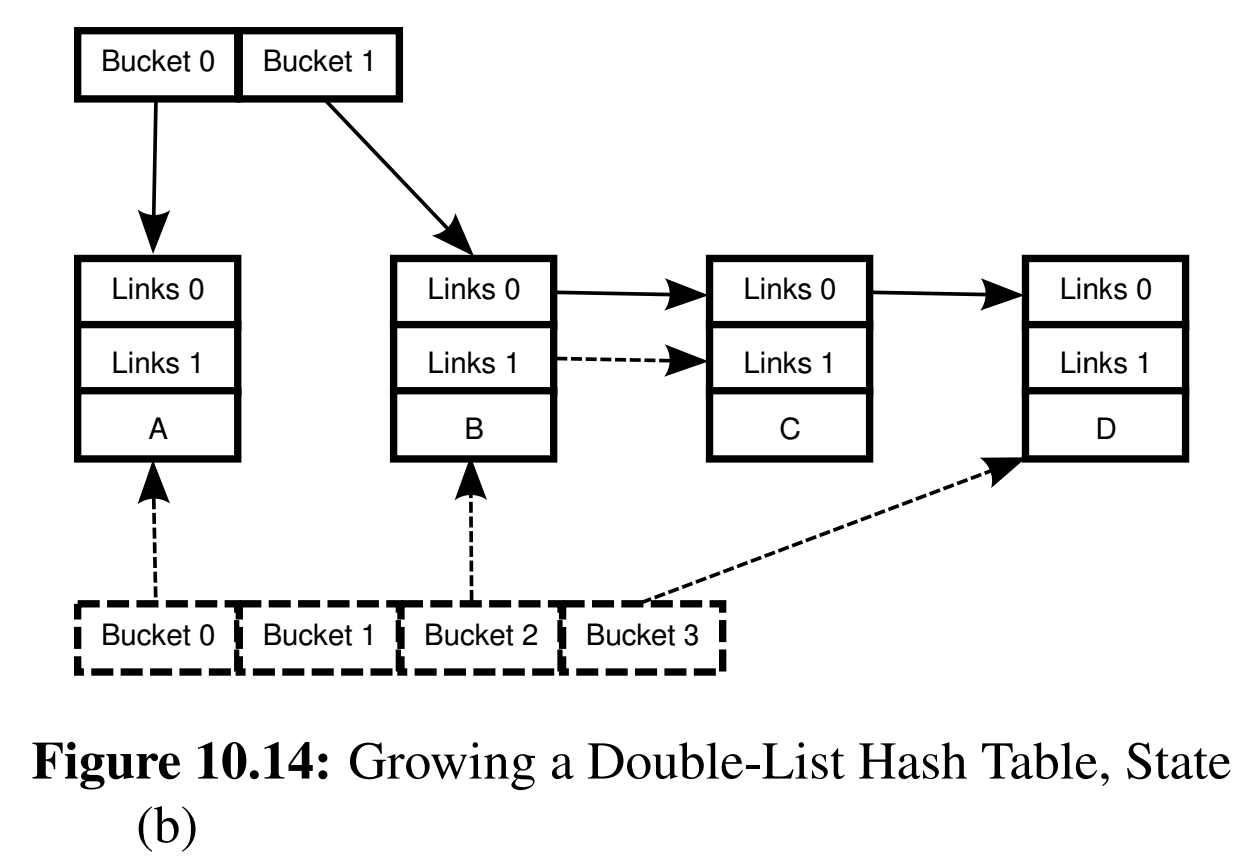 Bucket 0 Bucket 1
Links 0 Links 0 Links 0 Links 0
Links 1 Links 1 Links 1 Links 1
A B C D
Bucket 0 Bucket 1 Bucket 2 Bucket 3
Figure 10.14: Growing a Double-List Hash Table, State
(b)